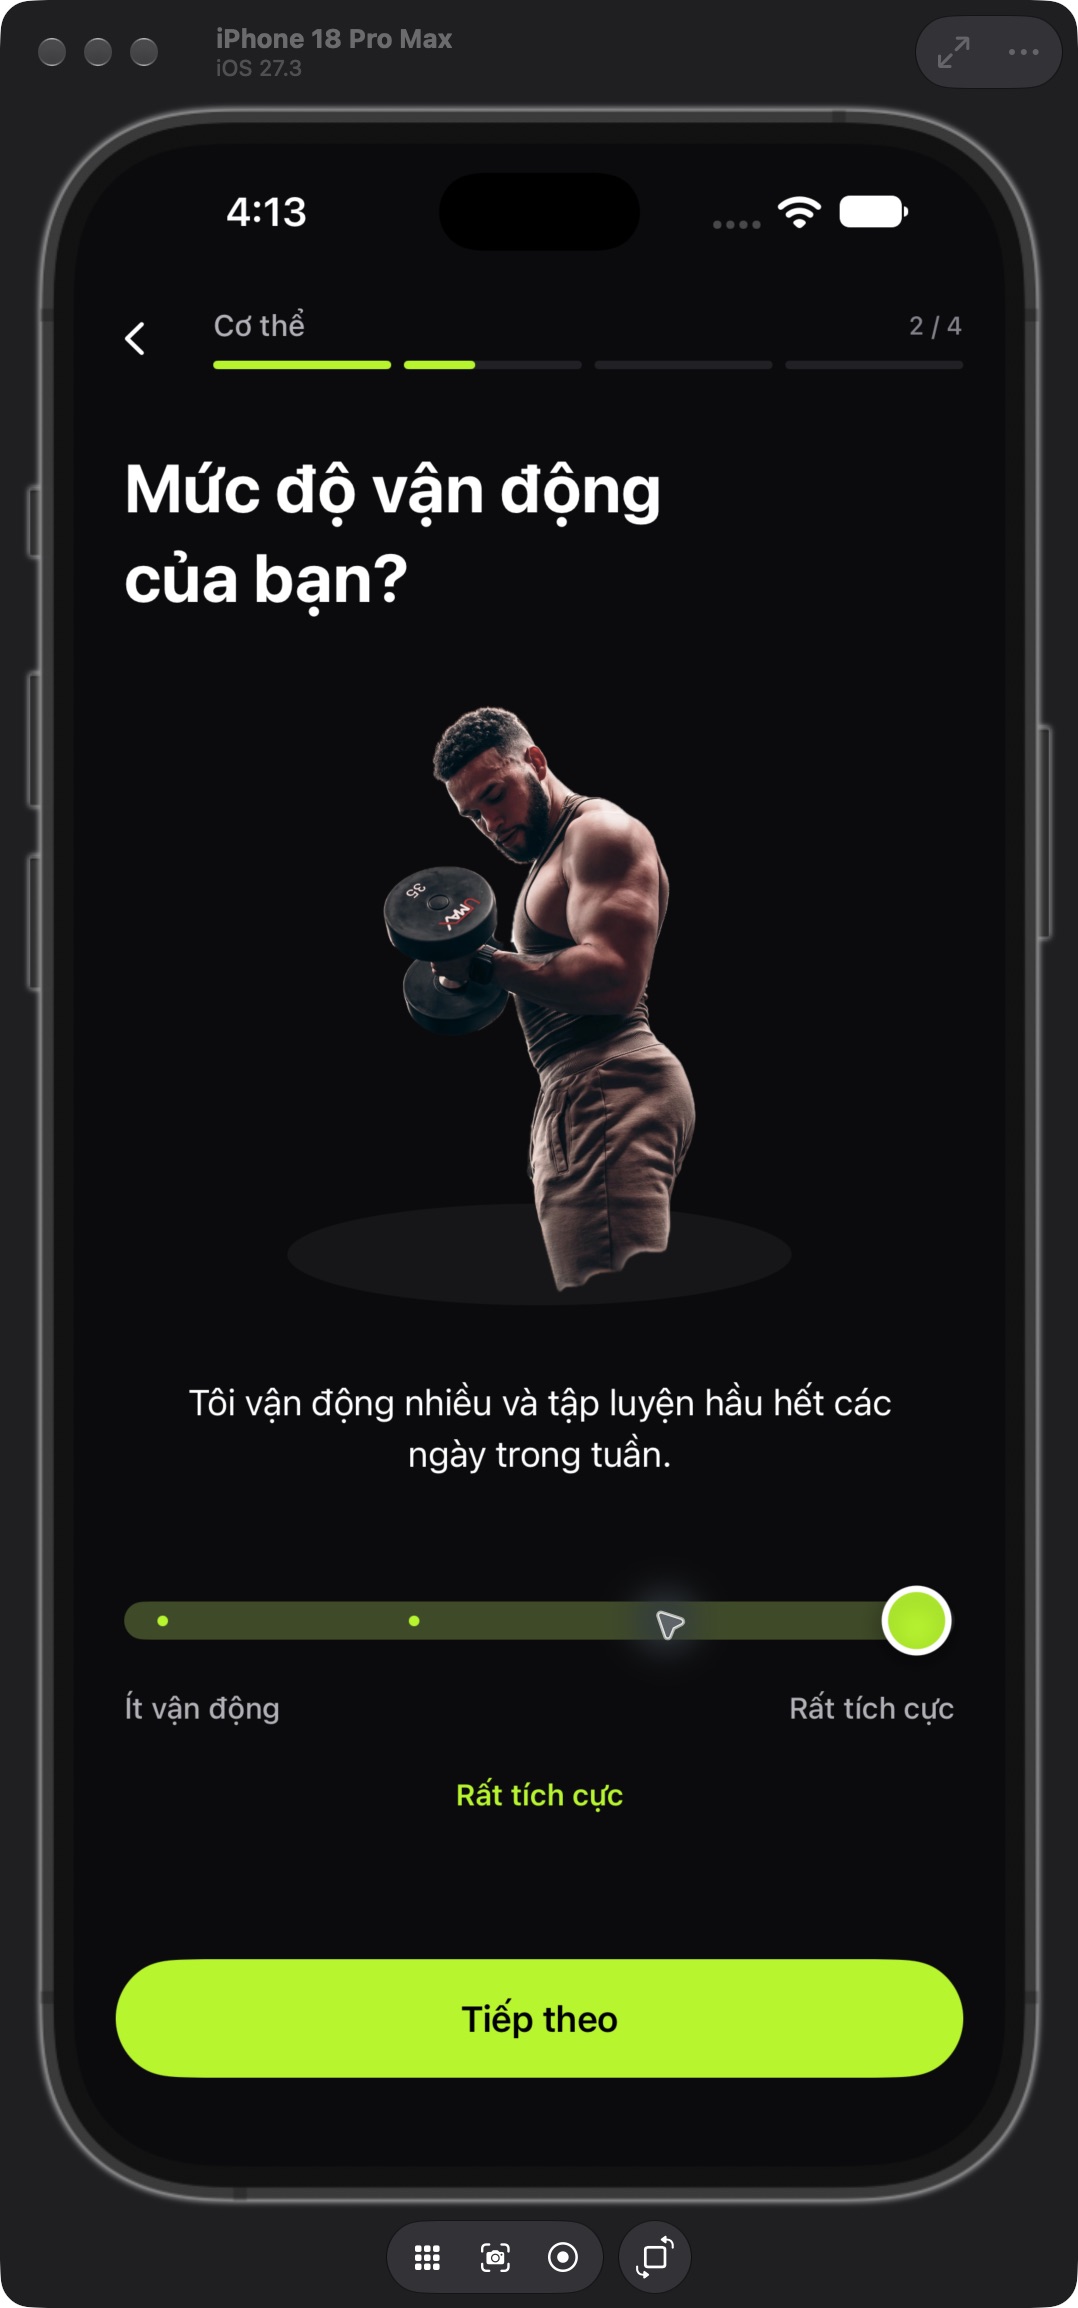 iPhone 18 Pro Max
iOS 27.3
4:13
Cơ thể
2 / 4
Mức độ vận động
của bạn?
35
UMAX
Tôi vận động nhiều và tập luyện hầu hết các
ngày trong tuần.
Ít vận động
Rất tích cực
Rất tích cực
Tiếp theo